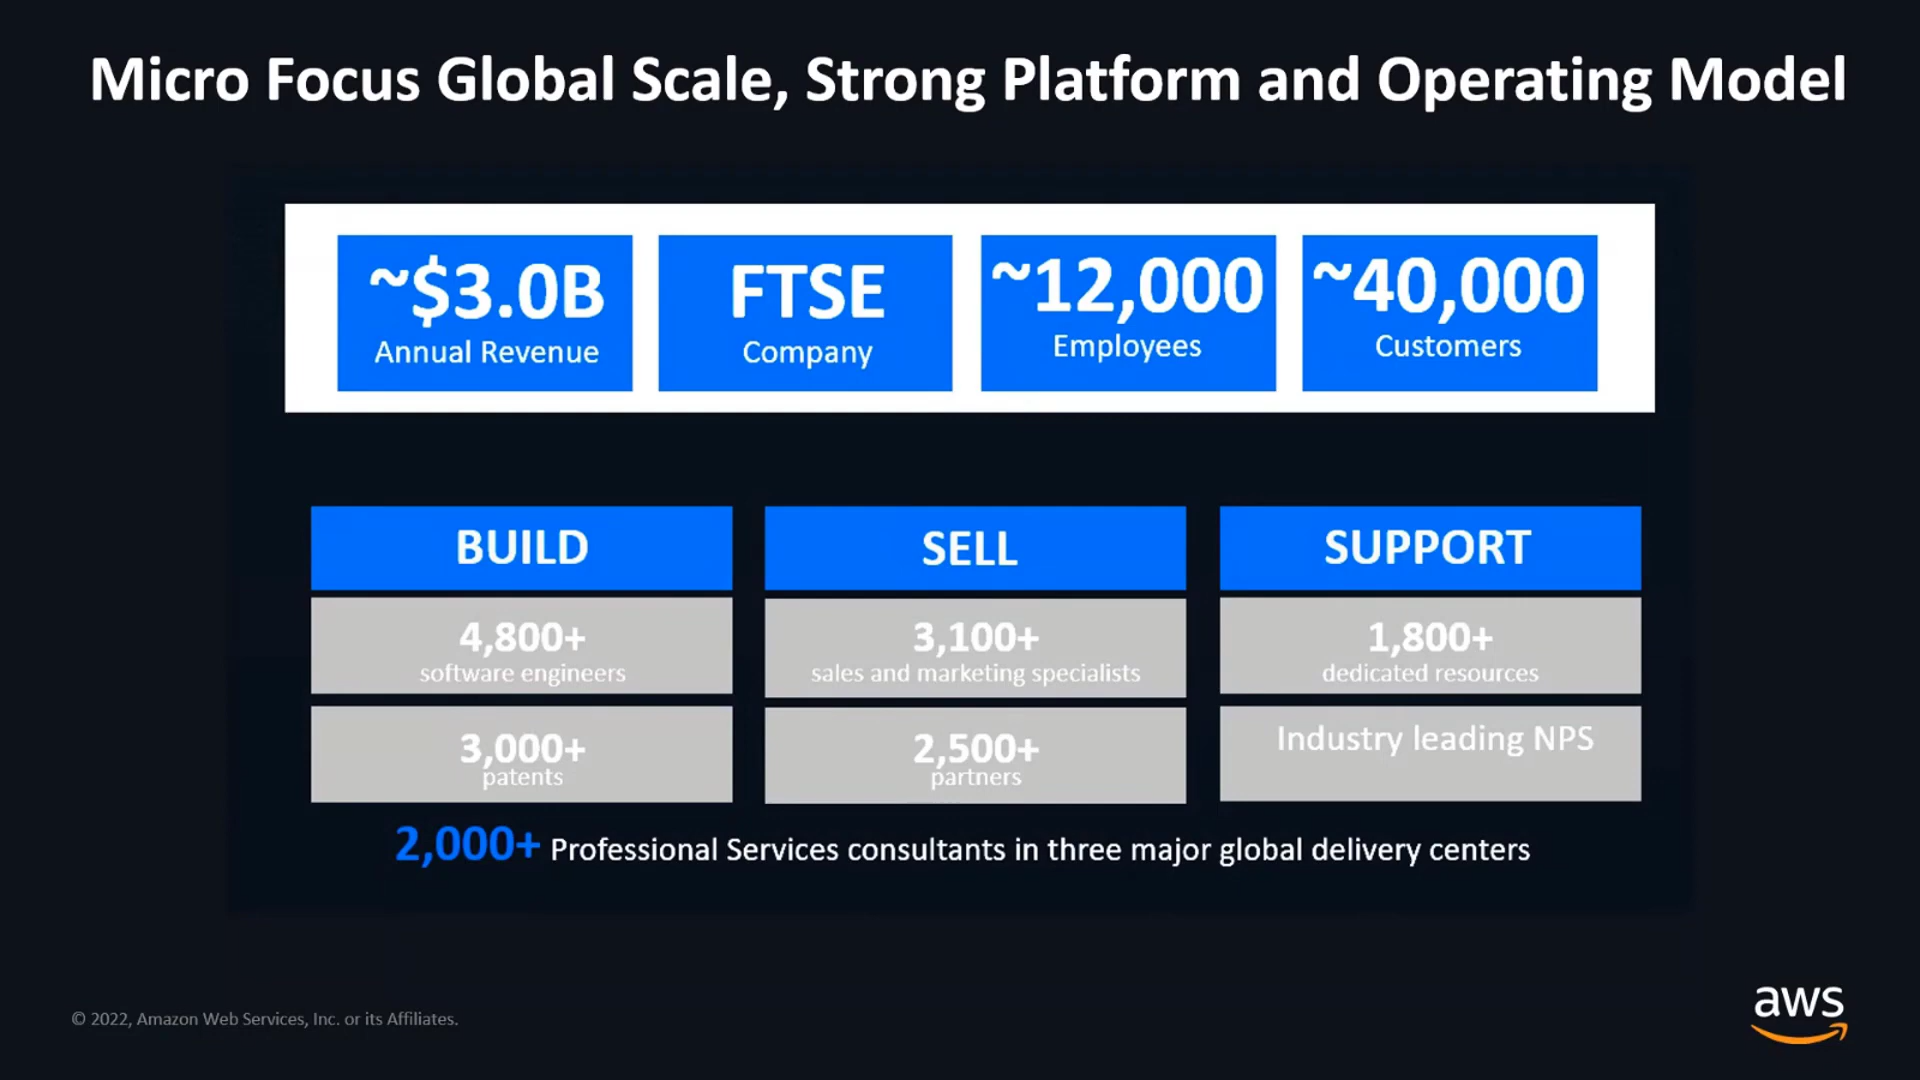 Micro Focus Global Scale, Strong Platform and Operating Model
~$3.0B
Annual Revenue
FTSE
Company
~12,000
Employees
~40,000
Customers
BUILD
4,800+
software engineers
3,000+
patents
SELL
3,100+
sales and marketing specialists
2,500+
partners
SUPPORT
1,800+
dedicated resources
Industry leading NPS
2,000+ Professional Services consultants in three major global delivery centers
© 2022, Amazon Web Services, Inc. or its Affiliates.
aws